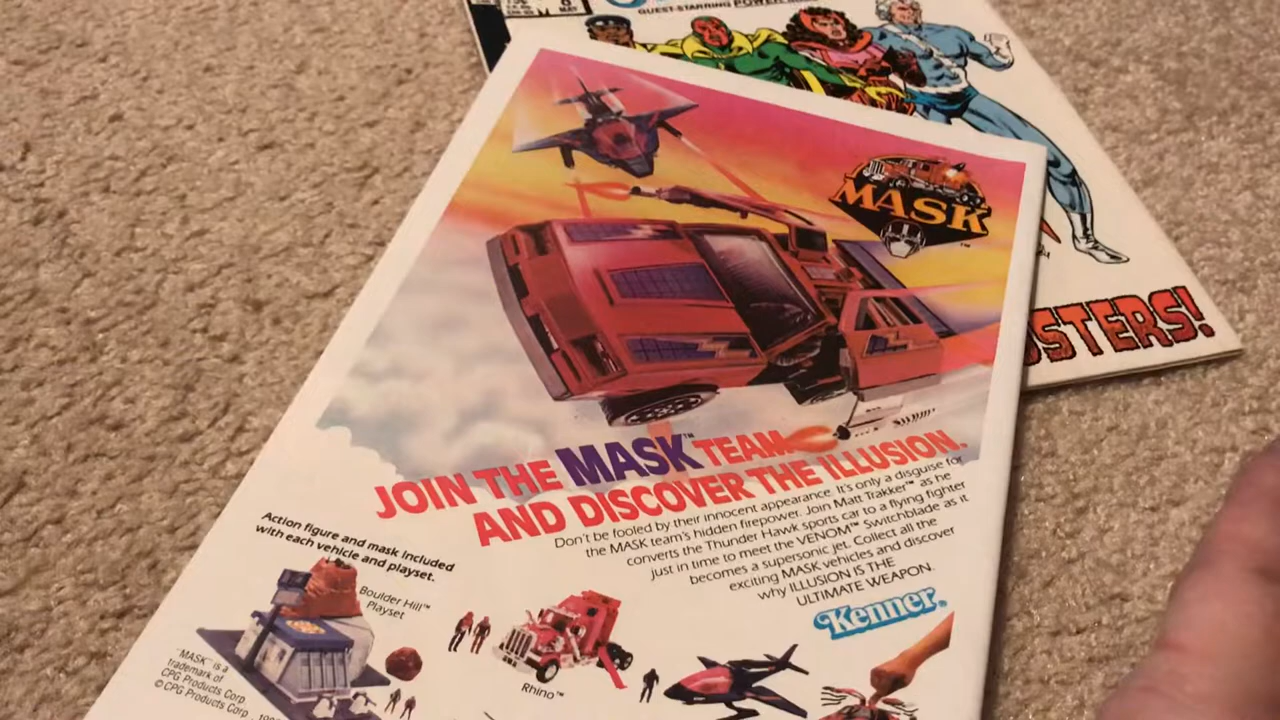 6
MAY
GUEST-STARRING POWER
MASK
JOIN THE MASK™ TEAM
AND DISCOVER THE ILLUSION.
Don't be fooled by their innocent appearance. It's only a disguise for
the MASK team's hidden firepower. Join Matt Trakker™ as he
converts the Thunder Hawk sports car to a flying fighter
just in time to meet the VENOM™ Switchblade as it
becomes a supersonic jet. Collect all the
exciting MASK vehicles and discover
why ILLUSION IS THE
ULTIMATE WEAPON.
Kenner®
Action figure and mask included
with each vehicle and playset.
Boulder Hill™
Playset
"MASK" is a
trademark of
CPG Products Corp.
© CPG Products Corp.
Rhino™
STERS!